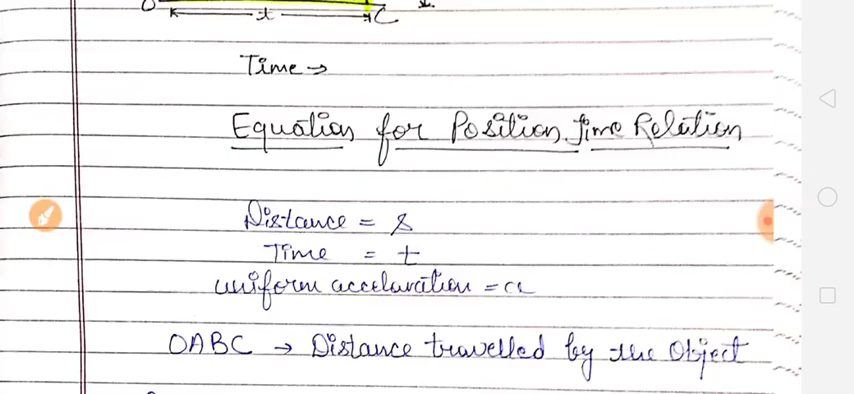 O t C
Time →
Equation for Position Time Relation
Distance = s
Time = t
uniform acceleration = a
OABC → Distance travelled by the Object